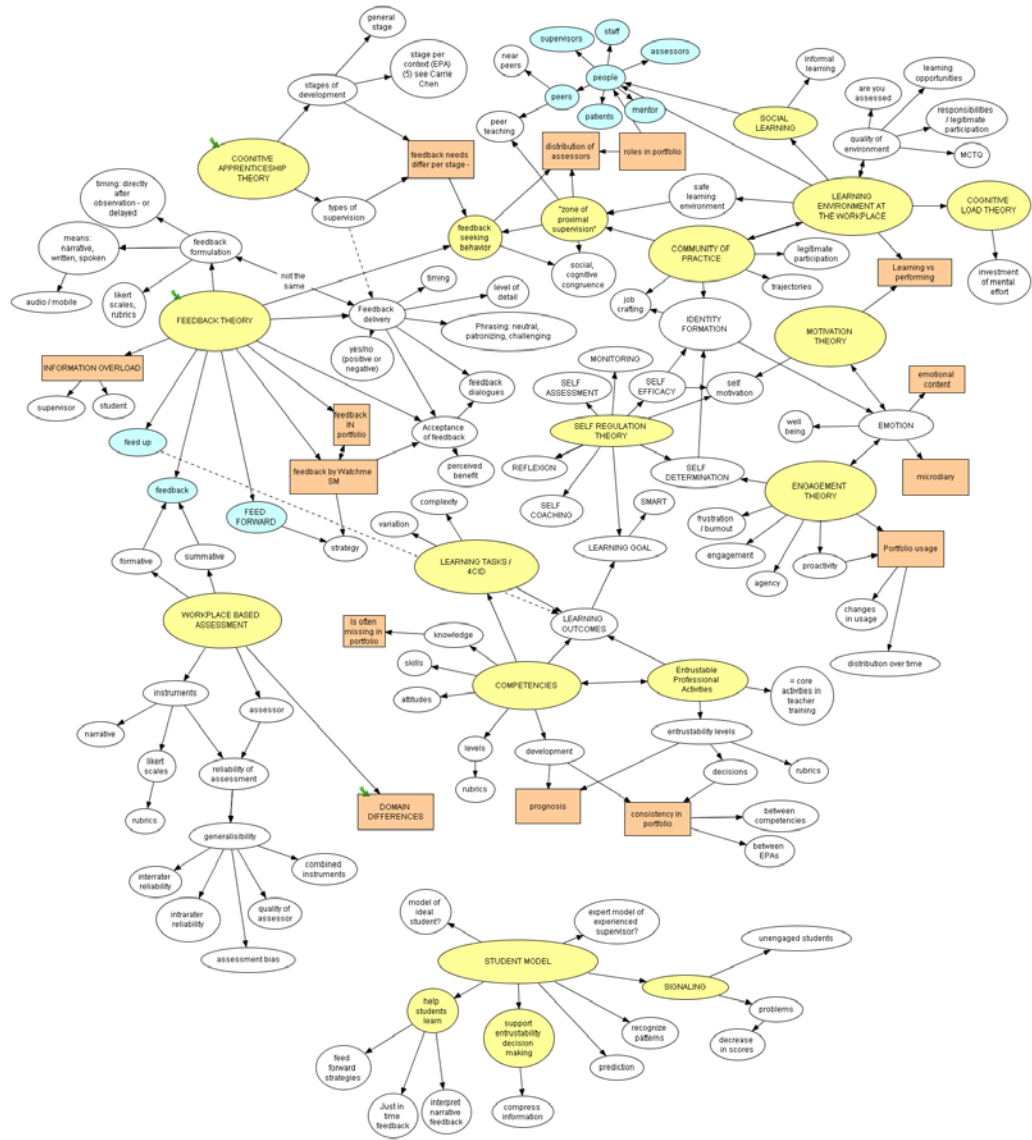 general
stage
stage per
context (EPA)
(5) see Carrie
Chen
stages of
development
COGNITIVE
APPRENTICESHIP
THEORY
types of
supervision
feedback needs
differ per stage -
supervisors
staff
assessors
near
peers
people
peers
patients
mentor
peer
teaching
distribution of
assessors
roles in portfolio
informal
learning
SOCIAL
LEARNING
are you
assessed
learning
opportunities
responsibilities
/ legitimate
participation
quality of
environment
MCTQ
timing: directly
after
observation - or
delayed
means:
narrative,
written, spoken
audio / mobile
feedback
formulation
likert
scales,
rubrics
not the
same
FEEDBACK THEORY
feedback
seeking
behavior
"zone of
proximal
supervision"
safe
learning
environment
LEARNING
ENVIRONMENT AT
THE WORKPLACE
COGNITIVE
LOAD THEORY
COMMUNITY OF
PRACTICE
legitimate
participation
trajectories
Learning vs
performing
investment
of mental
effort
social,
cognitive
congruence
timing
level of
detail
Feedback
delivery
Phrasing: neutral,
patronizing, challenging
yes/no
(positive or
negative)
feedback
dialogues
job
crafting
IDENTITY
FORMATION
MOTIVATION
THEORY
INFORMATION OVERLOAD
supervisor
student
MONITORING
SELF
ASSESSMENT
SELF
EFFICACY
self
motivation
emotional
content
feed up
feedback
IN
portfolio
Acceptance
of feedback
SELF REGULATION
THEORY
well
being
EMOTION
feedback by Watchme
SM
perceived
benefit
REFLEXION
SELF
DETERMINATION
microdiary
feedback
FEED
FORWARD
strategy
complexity
variation
SELF
COACHING
SMART
LEARNING GOAL
ENGAGEMENT
THEORY
frustration
/ burnout
engagement
agency
proactivity
Portfolio usage
changes
in usage
distribution over time
formative
summative
LEARNING TASKS /
4CID
LEARNING
OUTCOMES
WORKPLACE BASED
ASSESSMENT
Is often
missing in
portfolio
knowledge
skills
attitudes
COMPETENCIES
Entrustable
Professional
Activities
= core
activities in
teacher
training
instruments
assessor
narrative
likert
scales
rubrics
reliability of
assessment
levels
rubrics
development
entrustability levels
decisions
rubrics
DOMAIN
DIFFERENCES
prognosis
consistency in
portfolio
between
competencies
between
EPAs
generalisibility
interrater
reliability
intrarater
reliability
assessment bias
quality of
assessor
combined
instruments
model of
ideal
student?
expert model of
experienced
supervisor?
STUDENT MODEL
unengaged students
SIGNALING
problems
decrease
in scores
help
students
learn
support
entrustability
decision
making
recognize
patterns
prediction
feed
forward
strategies
Just in
time
feedback
interpret
narrative
feedback
compress
information